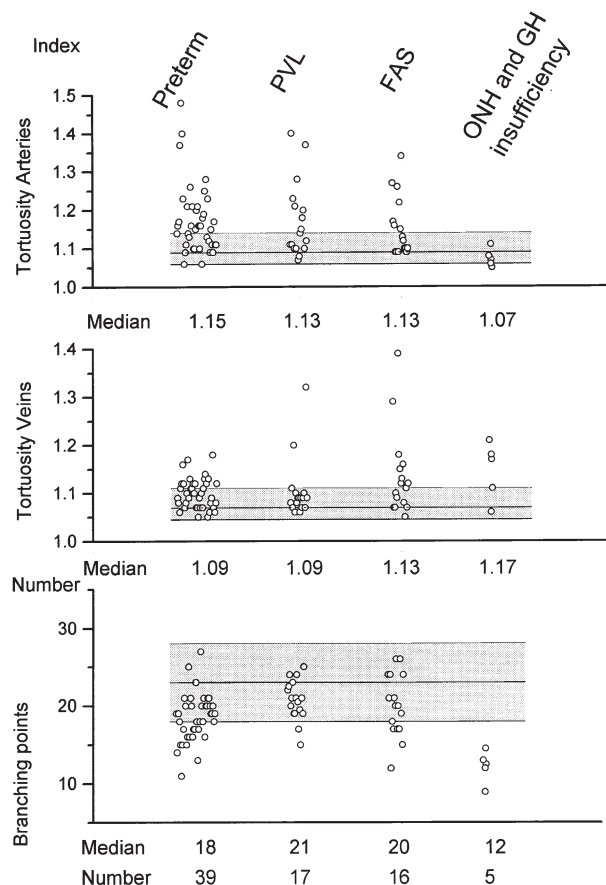 Index
Preterm
PVL
FAS
ONH and GH
insufficiency
Tortuosity Arteries
1.5
1.4
1.3
1.2
1.1
1.0
Median 1.15 1.13 1.13 1.07
Tortuosity Veins
1.4
1.3
1.2
1.1
1.0
Median 1.09 1.09 1.13 1.17
Number
Branching points
30
20
10
Median 18 21 20 12
Number 39 17 16 5